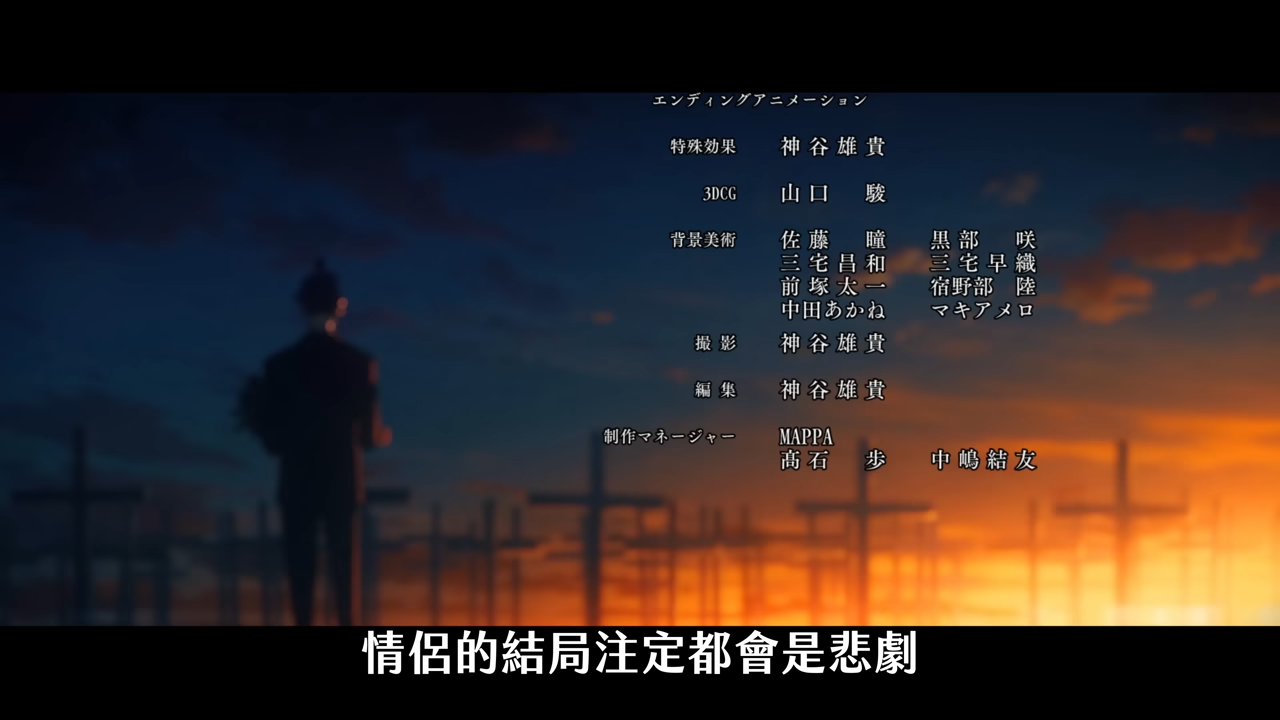 エンディングアニメーション
特殊効果 神谷雄貴
3DCG 山口 駿
背景美術 佐藤 瞳 黒部 咲
三宅昌和 三宅早織
前塚太一 宿野部 陸
中田あかね マキアメロ
撮影 神谷雄貴
編集 神谷雄貴
制作マネージャー MAPPA
髙石 歩 中嶋結友
情侶的結局注定都會是悲劇